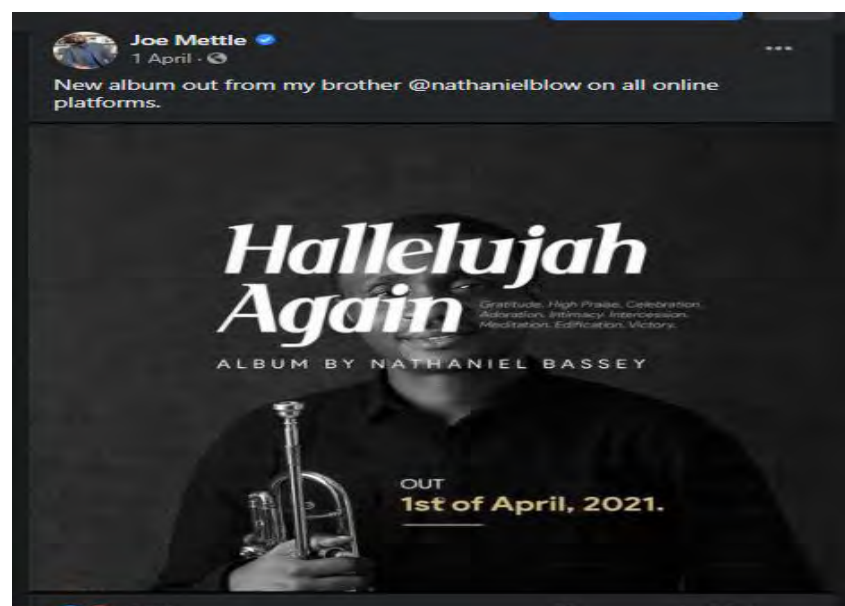 Joe Mettle
1 April ·
New album out from my brother @nathanielblow on all online
platforms.
Hallelujah
Again
Gratitude. High Praise. Celebration.
Adoration. Intimacy. Intercession.
Meditation. Edification. Victory.
ALBUM BY NATHANIEL BASSEY
OUT
1st of April, 2021.